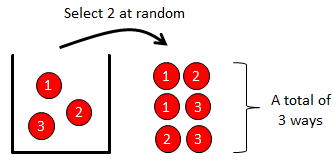 Select 2 at random
1
2
3
1 2
1 3
2 3
A total of
3 ways